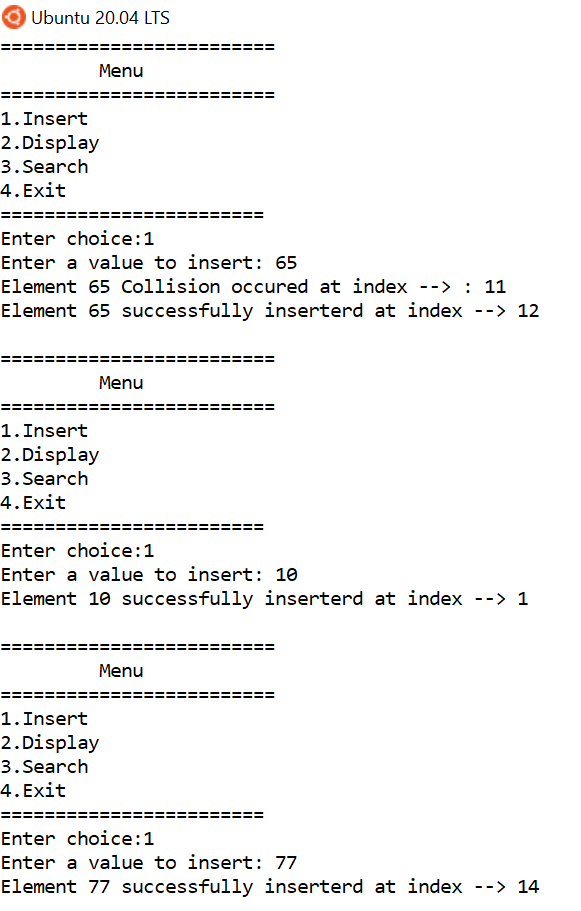 Ubuntu 20.04 LTS
=========================
         Menu
=========================
1.Insert
2.Display
3.Search
4.Exit
========================
Enter choice:1
Enter a value to insert: 65
Element 65 Collision occured at index --> : 11
Element 65 successfully inserterd at index --> 12

=========================
         Menu
=========================
1.Insert
2.Display
3.Search
4.Exit
========================
Enter choice:1
Enter a value to insert: 10
Element 10 successfully inserterd at index --> 1

=========================
         Menu
=========================
1.Insert
2.Display
3.Search
4.Exit
========================
Enter choice:1
Enter a value to insert: 77
Element 77 successfully inserterd at index --> 14